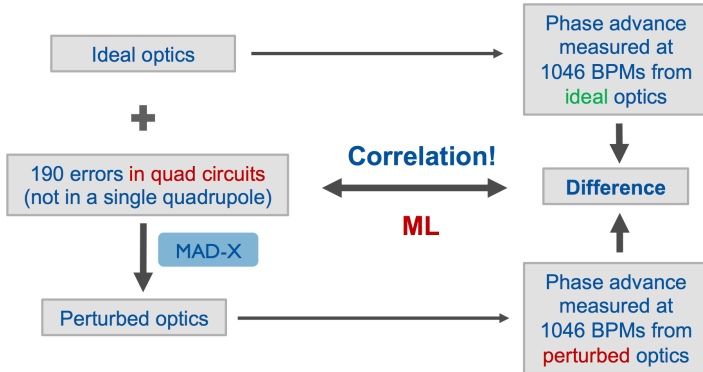 Ideal optics
Phase advance
measured at
1046 BPMs from
ideal optics
190 errors in quad circuits
(not in a single quadrupole)
Correlation!
ML
Difference
MAD-X
Perturbed optics
Phase advance
measured at
1046 BPMs from
perturbed optics